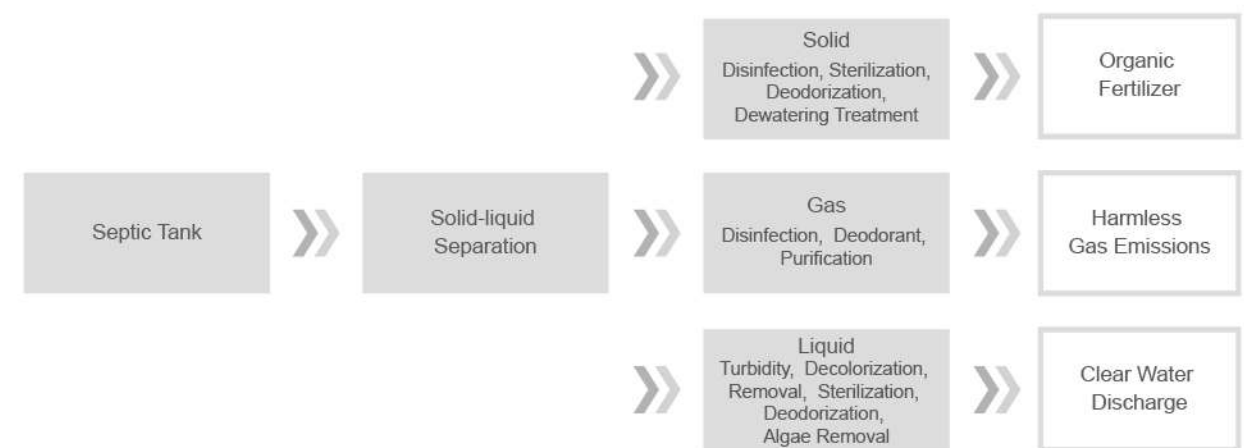 Septic Tank
Solid-liquid
Separation
Solid
Disinfection, Sterilization,
Deodorization,
Dewatering Treatment
Organic
Fertilizer
Gas
Disinfection, Deodorant,
Purification
Harmless
Gas Emissions
Liquid
Turbidity, Decolorization,
Removal, Sterilization,
Deodorization,
Algae Removal
Clear Water
Discharge